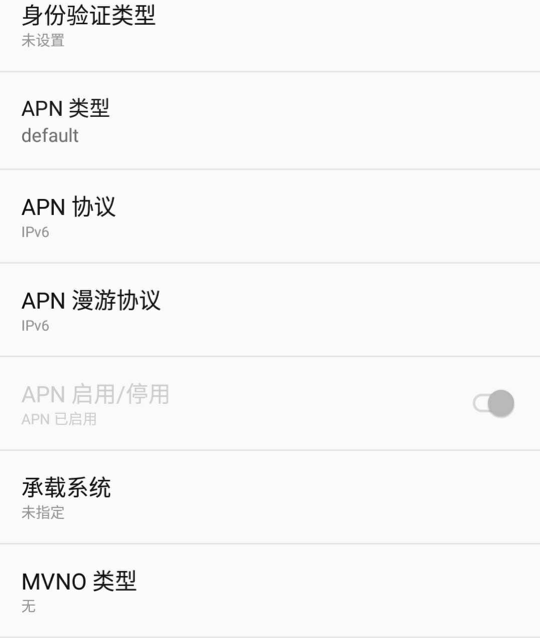 身份验证类型
未设置
APN 类型
default
APN 协议
IPv6
APN 漫游协议
IPv6
APN 启用/停用
APN 已启用
承载系统
未指定
MVNO 类型
无